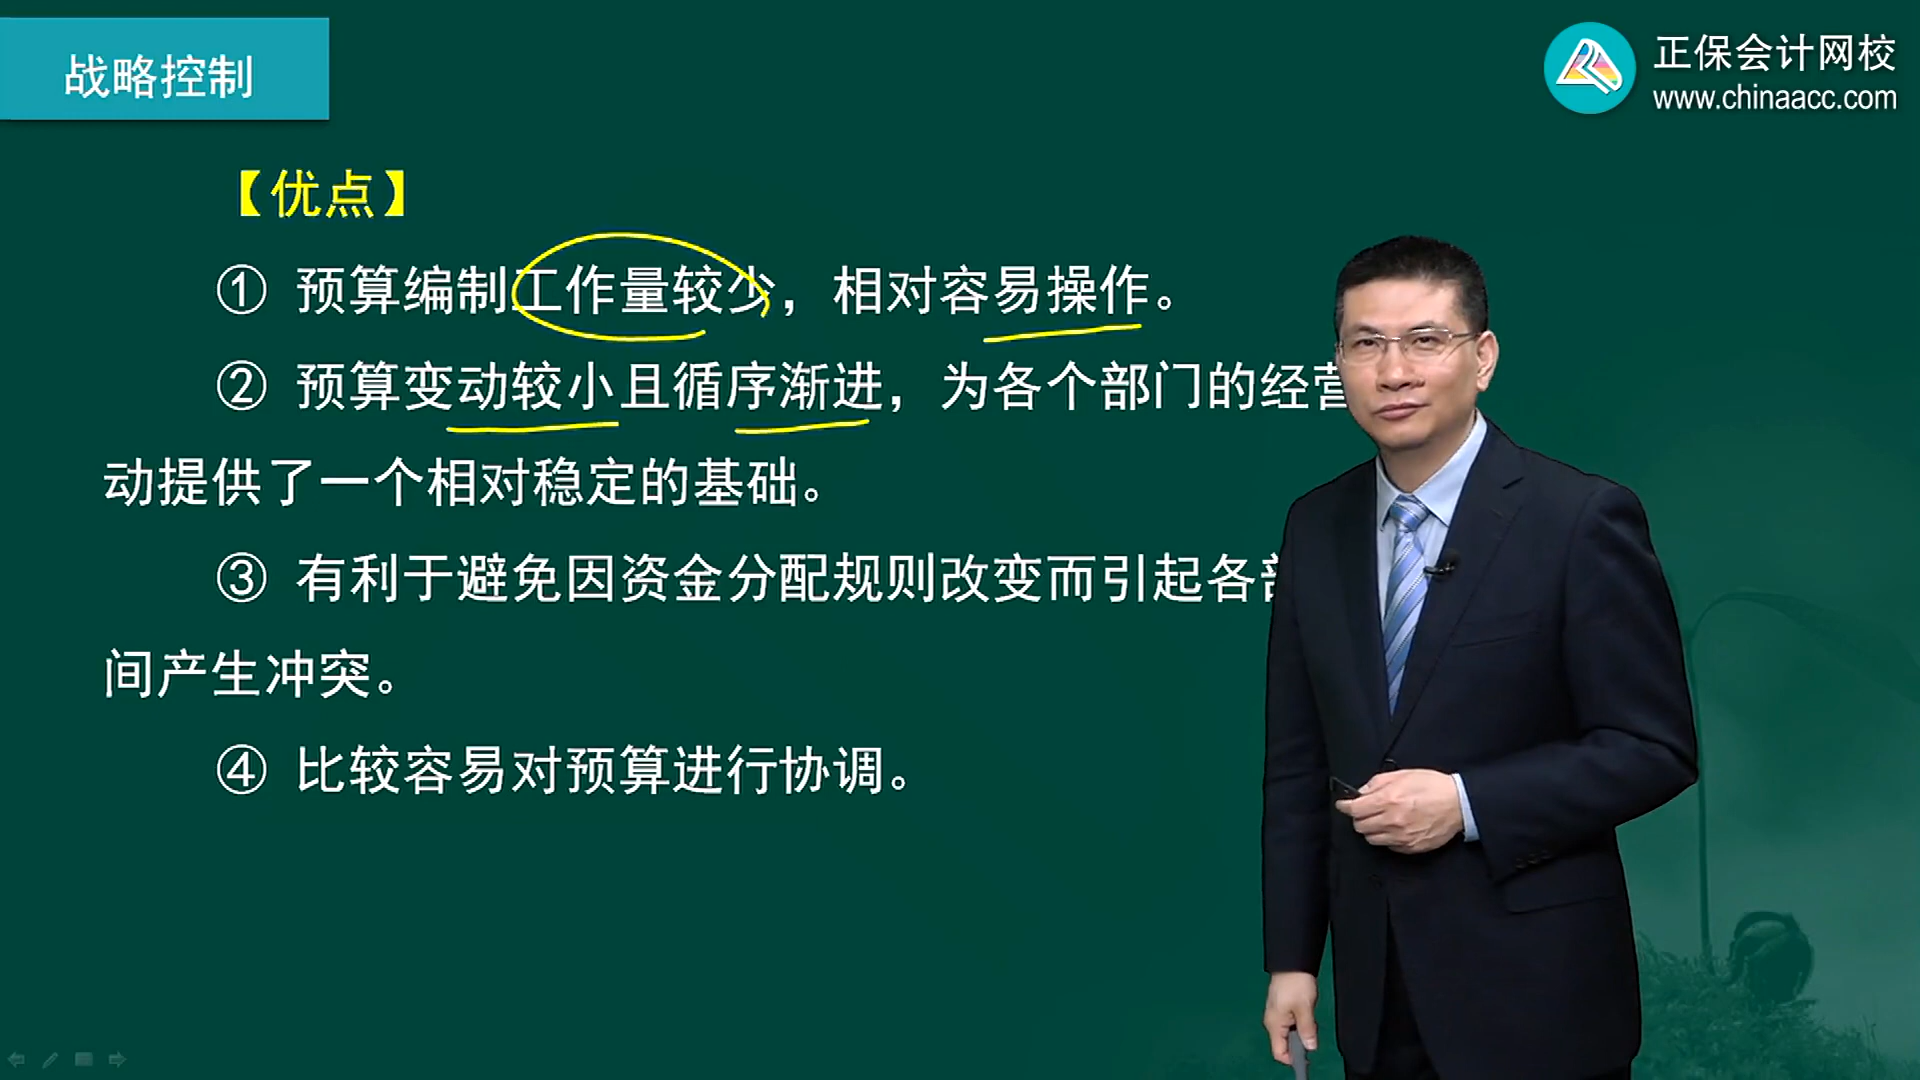 战略控制
正保会计网校
www.chinaacc.com
【优点】
① 预算编制工作量较少，相对容易操作。
② 预算变动较小且循序渐进，为各个部门的经营
动提供了一个相对稳定的基础。
③ 有利于避免因资金分配规则改变而引起各
间产生冲突。
④ 比较容易对预算进行协调。